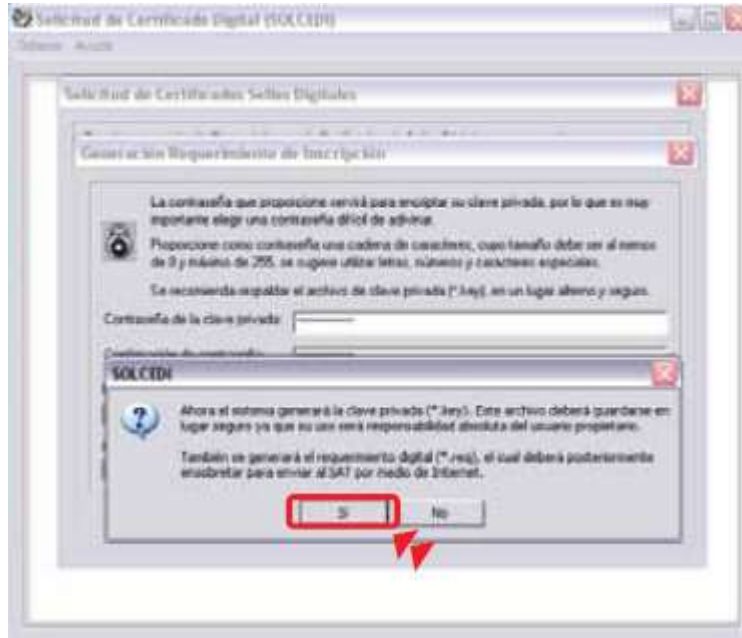 Solicitud de Certificado Digital (SOLCEDI)
Ayuda
Solicitud de Certificados Sellos Digitales
Generación Requerimiento de Inscripción
La contraseña que proporcione servirá para encriptar su clave privada, por lo que es muy
importante elegir una contraseña difícil de adivinar.
Proporcione como contraseña una cadena de caracteres, cuyo tamaño debe ser al menos
de 8 y máximo de 255, se sugiere utilizar letras, números y caracteres especiales.
Se recomienda respaldar el archivo de clave privada (*.key), en un lugar alterno y seguro.
Contraseña de la clave privada:
SOLCEDI
Ahora el sistema generará la clave privada (*.key). Este archivo deberá guardarse en
lugar seguro ya que su uso será responsabilidad absoluta del usuario propietario.
También se generará el requerimiento digital (*.req), el cual deberá posteriormente
ensobretar para enviar al SAT por medio de Internet.
Sí
No